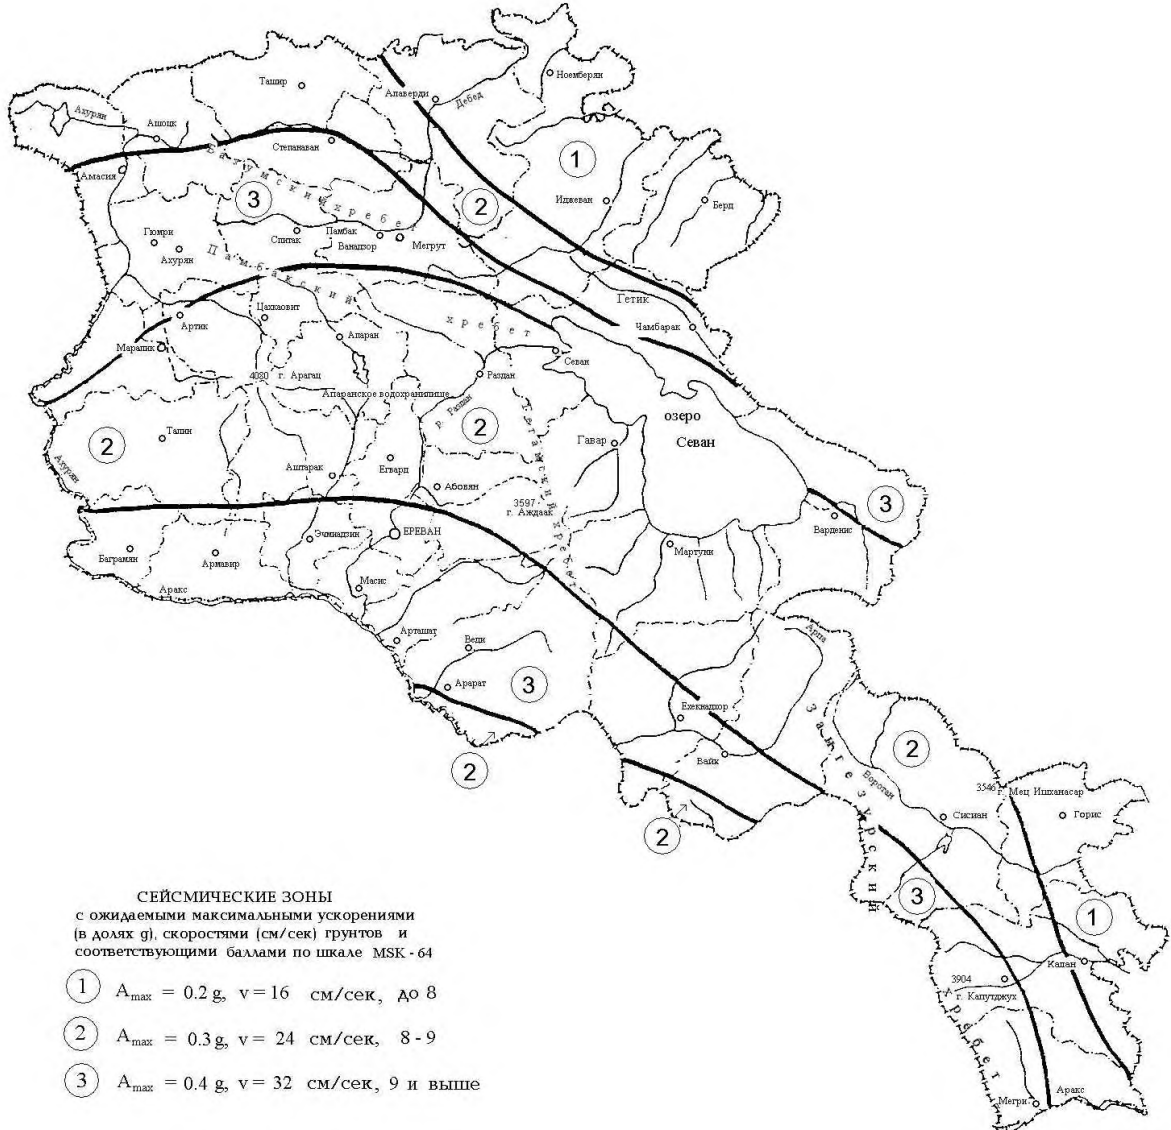 Ноемберян
Ташир
Алаверди
Дебед
Ахурян
Ашоцк
Степанаван
Амасия
Базумский хребет
1
2
3
Иджеван
Берд
Гюмри
Ахурян
Спитак
Памбак
Ванадзор
Мегрут
Памбакский хребет
Гетик
Чамбарак
Артик
Цахкаовит
Апаран
Маралик
Севан
Раздан
4080 г. Арагац
Апаранское водохранилище
р. Раздан
озеро
Севан
2
2
Талин
Гавар
Ахурян
Аштарак
Егвард
Абовян
3597
г. Аждаак
3
Варденис
ЕРЕВАН
Эчмиадзин
Баграмян
Армавир
Мартуни
Масис
Аракс
Арташат
Веди
Арпа
Арарат
3
Ехекнадзор
Зангезурский
2
2
Вайк
Воротан
3546
г. Мец Ишханасар
Сисиан
Горис
2
3
1
Капан
3904
г. Капутджух
хребет
Мегри
Аракс
СЕЙСМИЧЕСКИЕ ЗОНЫ
с ожидаемыми максимальными ускорениями
(в долях g), скоростями (см/сек) грунтов и
соответствующими баллами по шкале MSK - 64
1 Amax = 0.2 g, v = 16 см/сек, до 8
2 Amax = 0.3 g, v = 24 см/сек, 8 - 9
3 Amax = 0.4 g, v = 32 см/сек, 9 и выше